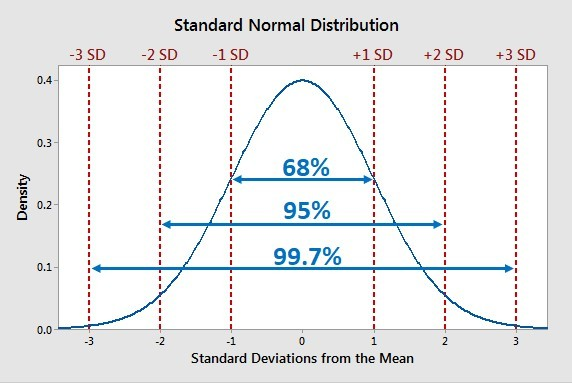 Standard Normal Distribution
-3 SD -2 SD -1 SD +1 SD +2 SD +3 SD
0.4
0.3
68%
0.2
95%
99.7%
0.1
0.0
-3 -2 -1 0 1 2 3
Density
Standard Deviations from the Mean